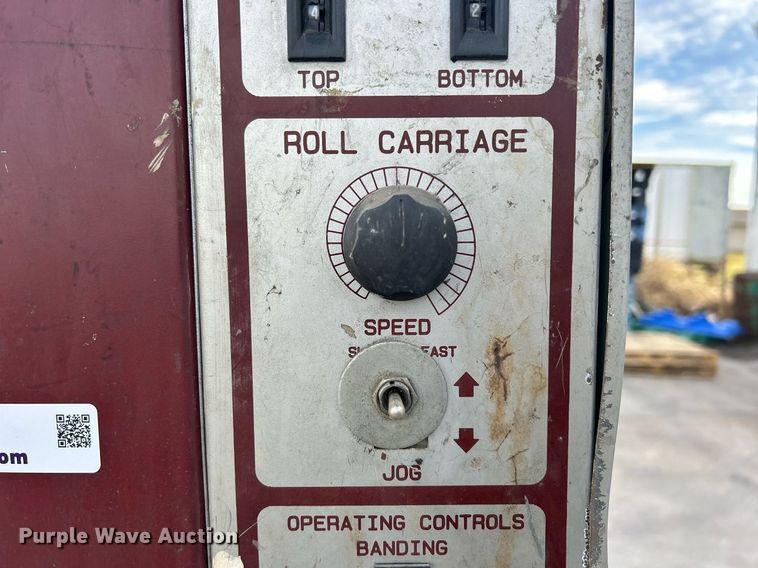 4 2
TOP BOTTOM
ROLL CARRIAGE
SPEED
FAST
JOG
om
OPERATING CONTROLS
BANDING
Purple Wave Auction